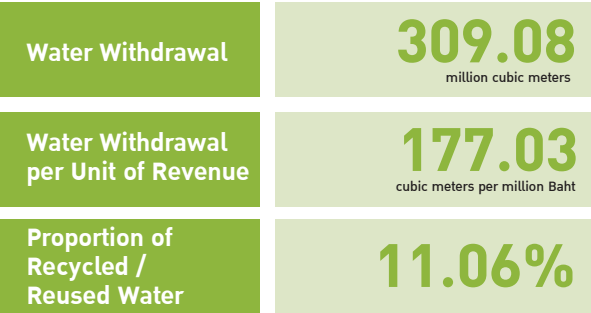 Water Withdrawal
309.08
million cubic meters
Water Withdrawal
per Unit of Revenue
177.03
cubic meters per million Baht
Proportion of
Recycled /
Reused Water
11.06%